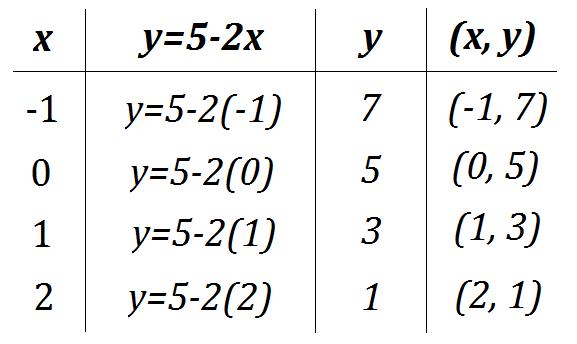 x y=5-2x y (x, y)
-1 y=5-2(-1) 7 (-1, 7)
0 y=5-2(0) 5 (0, 5)
1 y=5-2(1) 3 (1, 3)
2 y=5-2(2) 1 (2, 1)